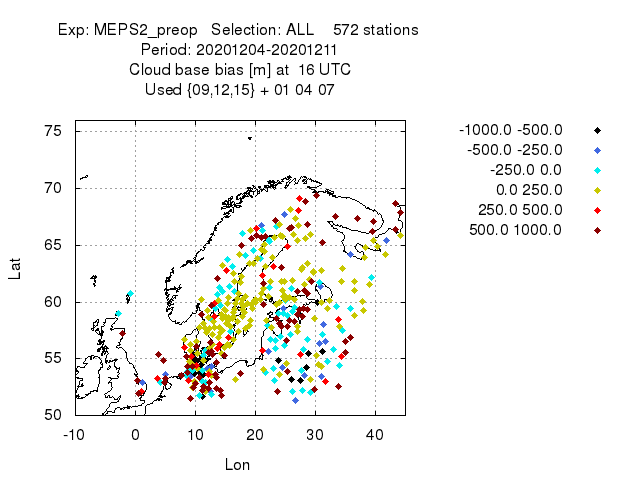 Exp: MEPS2_preop   Selection: ALL    572 stations
Period: 20201204-20201211
Cloud base bias [m] at  16 UTC
Used {09,12,15} + 01 04 07
-1000.0 -500.0
-500.0 -250.0
-250.0 0.0
0.0 250.0
250.0 500.0
500.0 1000.0
75
70
65
60
55
50
Lat
-10 0 10 20 30 40
Lon